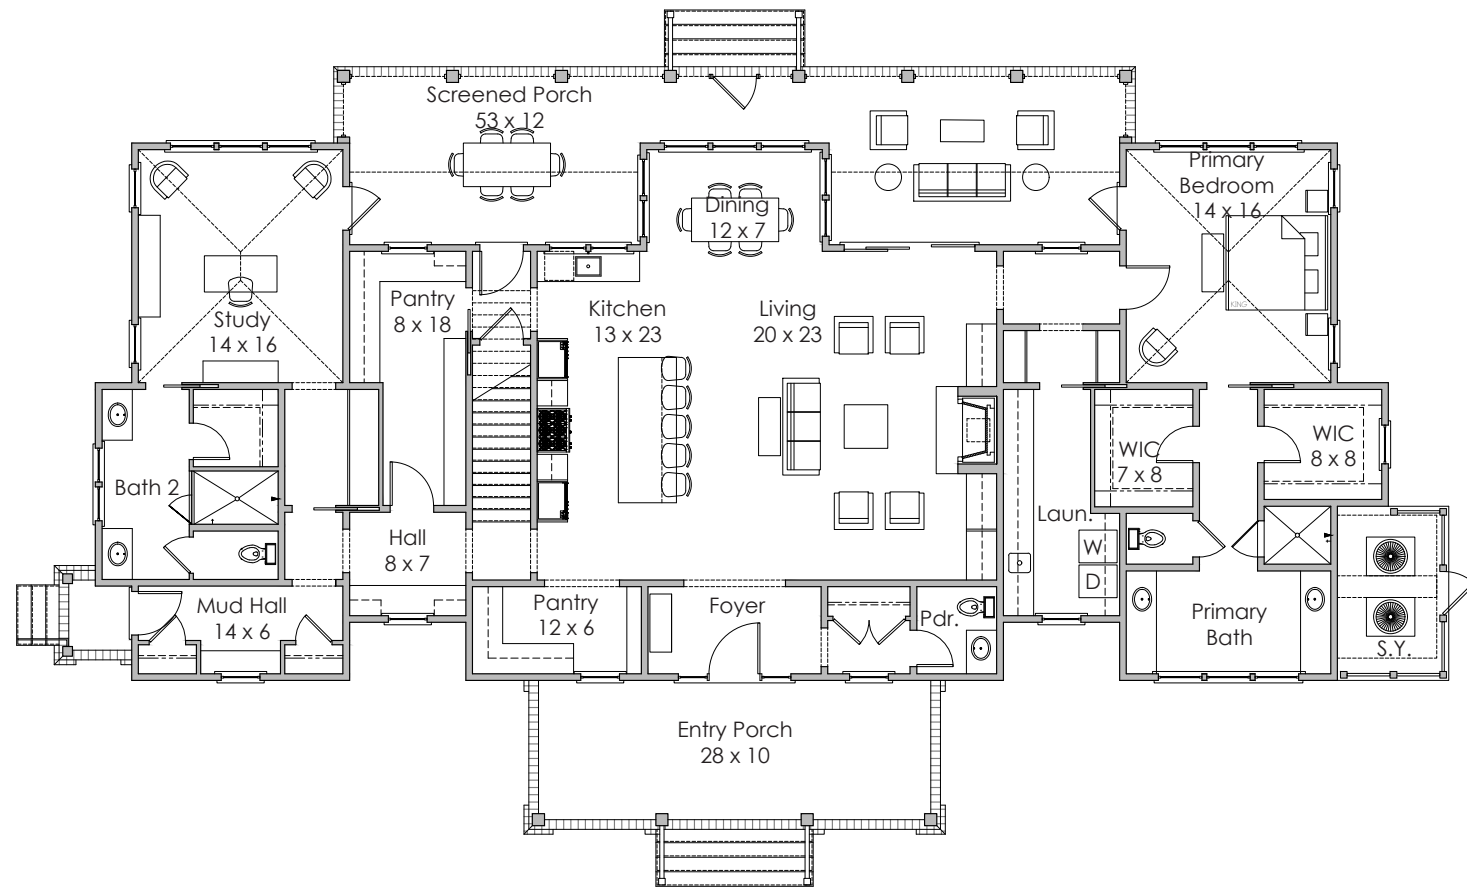 Screened Porch
53 x 12
Primary
Bedroom
14 x 16
Dining
12 x 7
Pantry
8 x 18
Kitchen
13 x 23
Living
20 x 23
KING
Study
14 x 16
WIC
7 x 8
WIC
8 x 8
Bath 2
Laun.
Hall
8 x 7
W
D
Mud Hall
14 x 6
Pantry
12 x 6
Foyer
Pdr.
Primary
Bath
S.Y.
Entry Porch
28 x 10